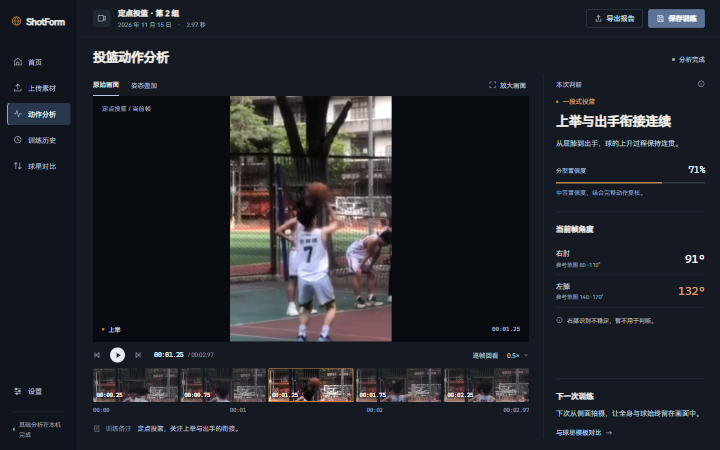 ShotForm
首页
上传素材
动作分析
训练历史
球星对比
设置
基础分析在本机
完成
定点投篮 · 第 2 组
2026 年 11 月 15 日 · 2.97 秒
导出报告
保存训练
投篮动作分析
分析完成
原始画面
姿态叠加
放大画面
定点投篮 / 当前帧
7
上举
00:01.25
00:01.25 / 00:02.97
逐帧回看 0.5×
00:00.25
00:00.75
00:01.25
00:01.75
00:02.25
00:00
00:01
00:02
00:02.97
训练备注 定点投篮，关注上举与出手的衔接。
本次判断
一段式投篮
上举与出手衔接连续
从屈膝到出手，球的上升过程保持连贯。
分型置信度
71%
中等置信度，结合完整动作复核。
当前帧角度
右肘
参考范围 80–110°
91°
左膝
参考范围 140–170°
132°
右膝识别不稳定，暂不用于判断。
下一次训练
下次从侧面拍摄，让全身与球始终留在画面中。
与球星模板对比 →